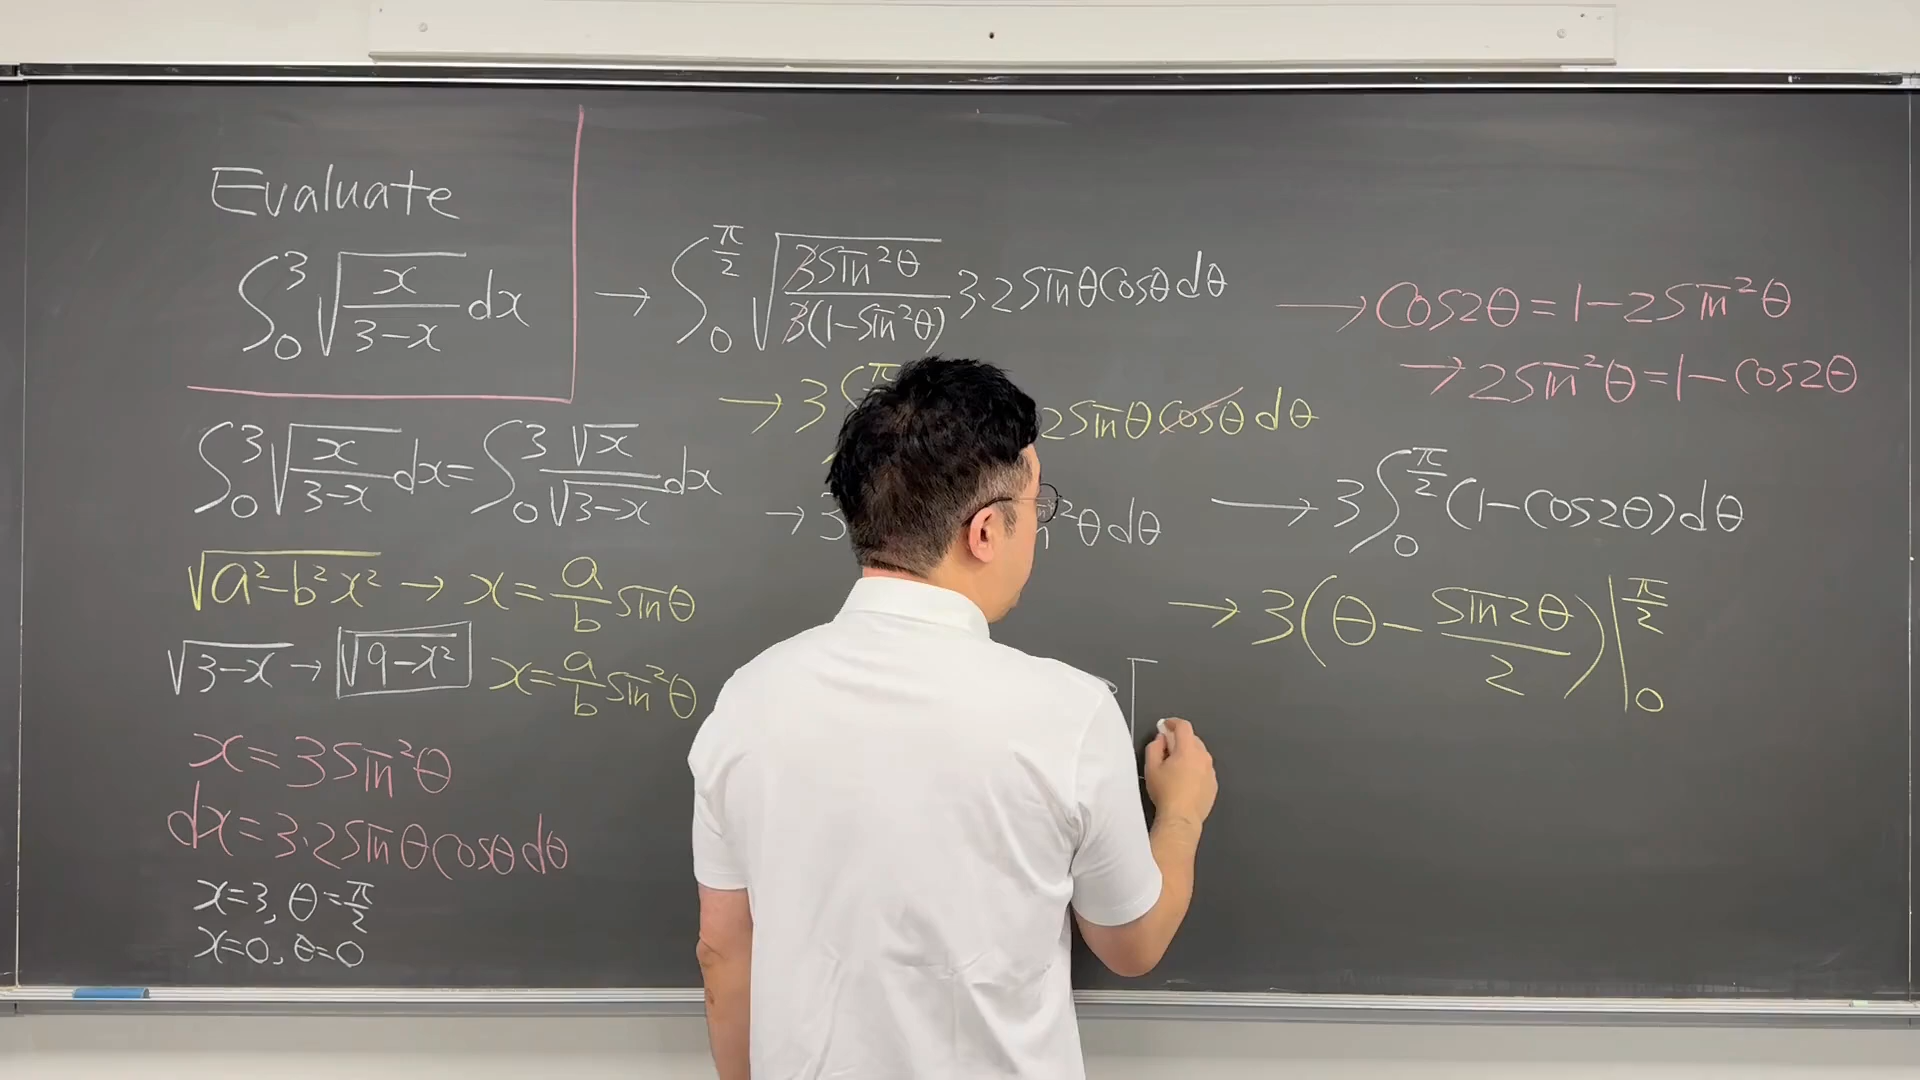 Evaluate
∫₀³ √(x/(3-x)) dx
∫₀³ √(x/(3-x)) dx = ∫₀³ √x/√(3-x) dx
√(a²-b²x²) → x = a/b sinθ
√(3-x) → √(9-x²) x = a/b sin²θ
x = 3sin²θ
dx = 3·2sinθcosθdθ
x=3, θ=π/2
x=0, θ=0
→ ∫₀^(π/2) √(3sin²θ/(3(1-sin²θ))) 3·2sinθcosθdθ
→ 3∫ 2sinθcosθdθ
→ 3 ²θdθ
→ cos2θ = 1-2sin²θ
→ 2sin²θ = 1-cos2θ
→ 3∫₀^(π/2) (1-cos2θ)dθ
→ 3(θ - sin2θ/2)|₀^(π/2)